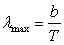 λmax = b/T